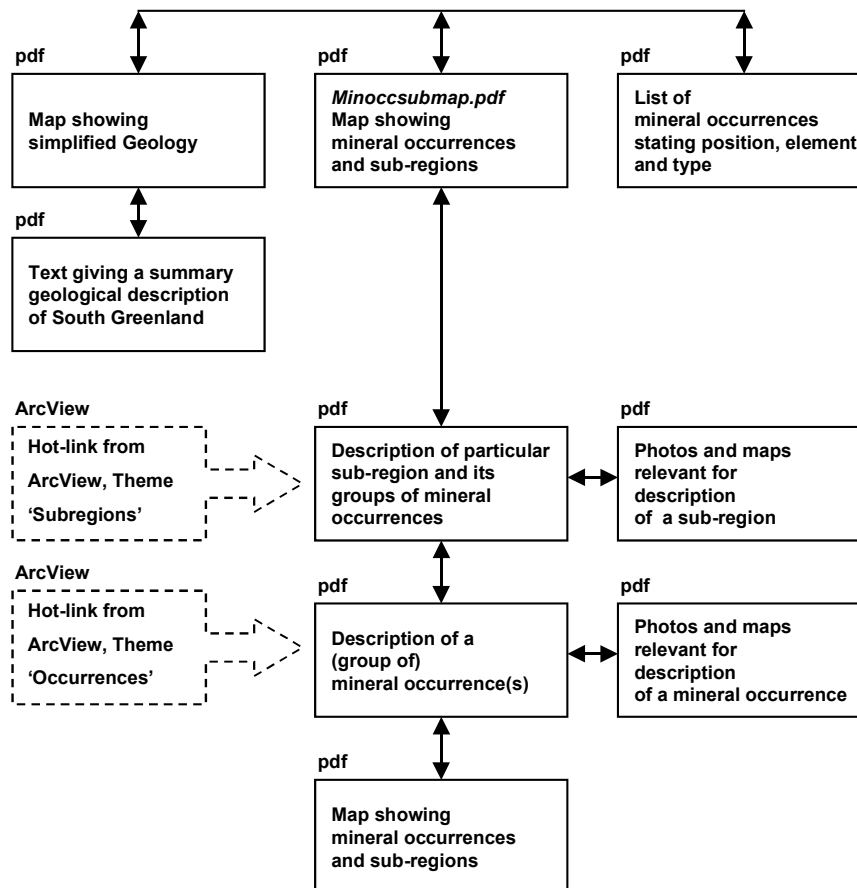 pdf
Map showing
simplified Geology
pdf
Minoccsubmap.pdf
Map showing
mineral occurrences
and sub-regions
pdf
List of
mineral occurrences
stating position, element
and type
pdf
Text giving a summary
geological description
of South Greenland
ArcView
Hot-link from
ArcView, Theme
‘Subregions’
pdf
Description of particular
sub-region and its
groups of mineral
occurrences
pdf
Photos and maps
relevant for
description
of a sub-region
ArcView
Hot-link from
ArcView, Theme
‘Occurrences’
pdf
Description of a
(group of)
mineral occurrence(s)
pdf
Photos and maps
relevant for
description
of a mineral occurrence
pdf
Map showing
mineral occurrences
and sub-regions